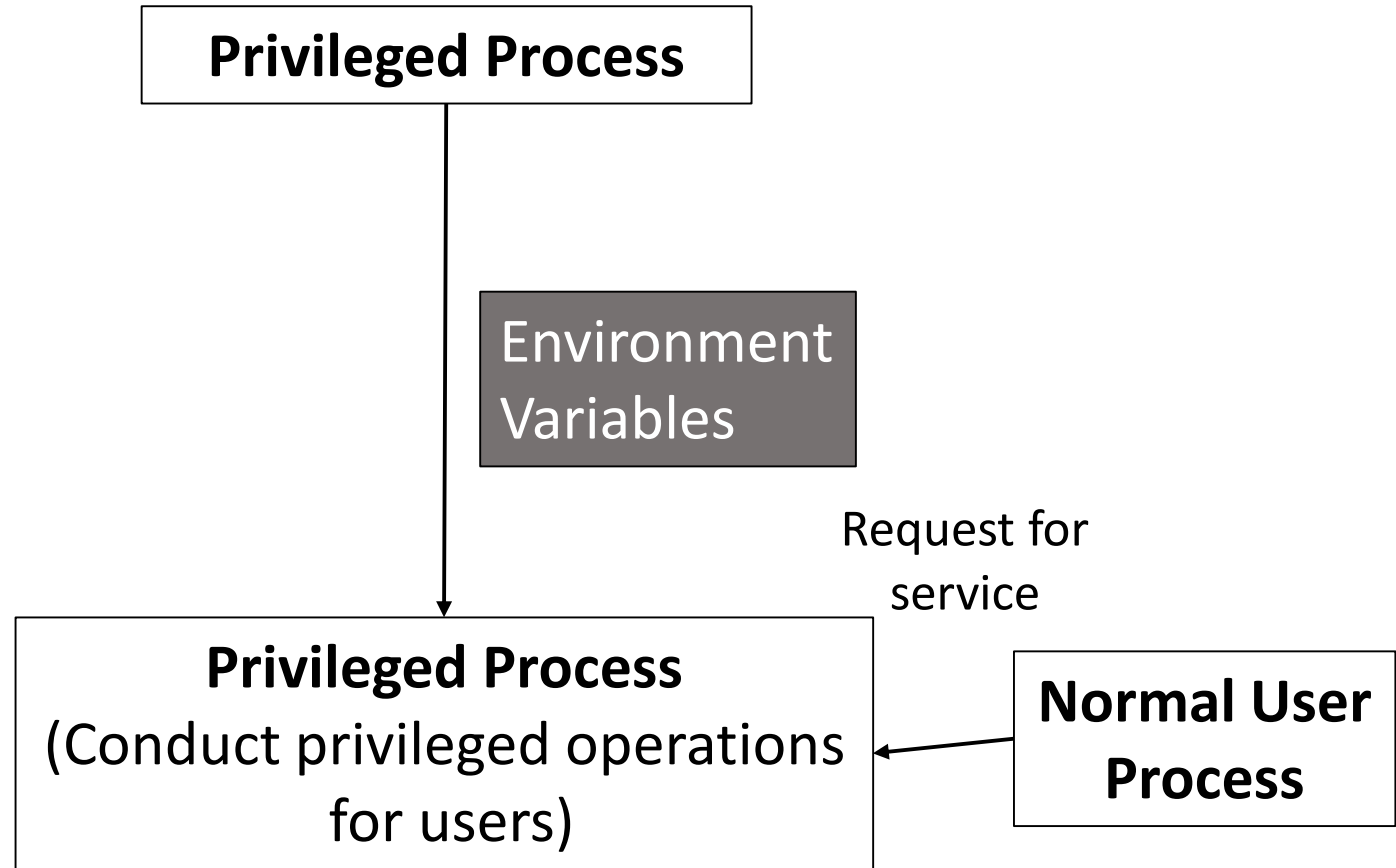 Privileged Process
Environment
Variables
Request for
service
Privileged Process
(Conduct privileged operations
for users)
Normal User
Process